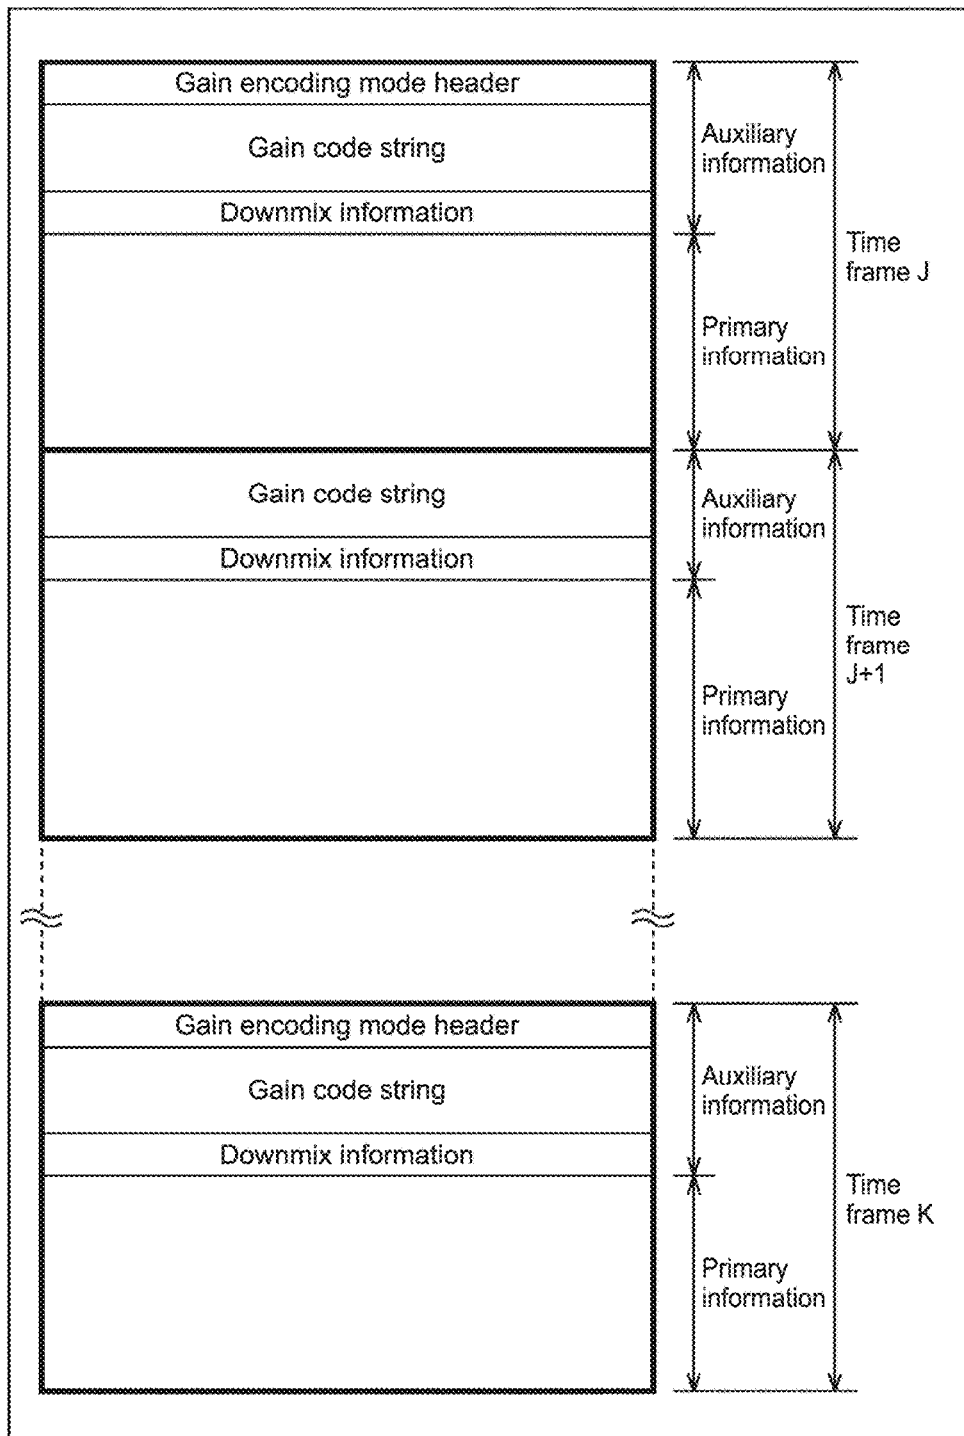 Gain encoding mode header
Gain code string
Downmix information
Auxiliary
information
Primary
information
Time
frame J
Gain code string
Downmix information
Auxiliary
information
Primary
information
Time
frame
J+1
Gain encoding mode header
Gain code string
Downmix information
Auxiliary
information
Primary
information
Time
frame K